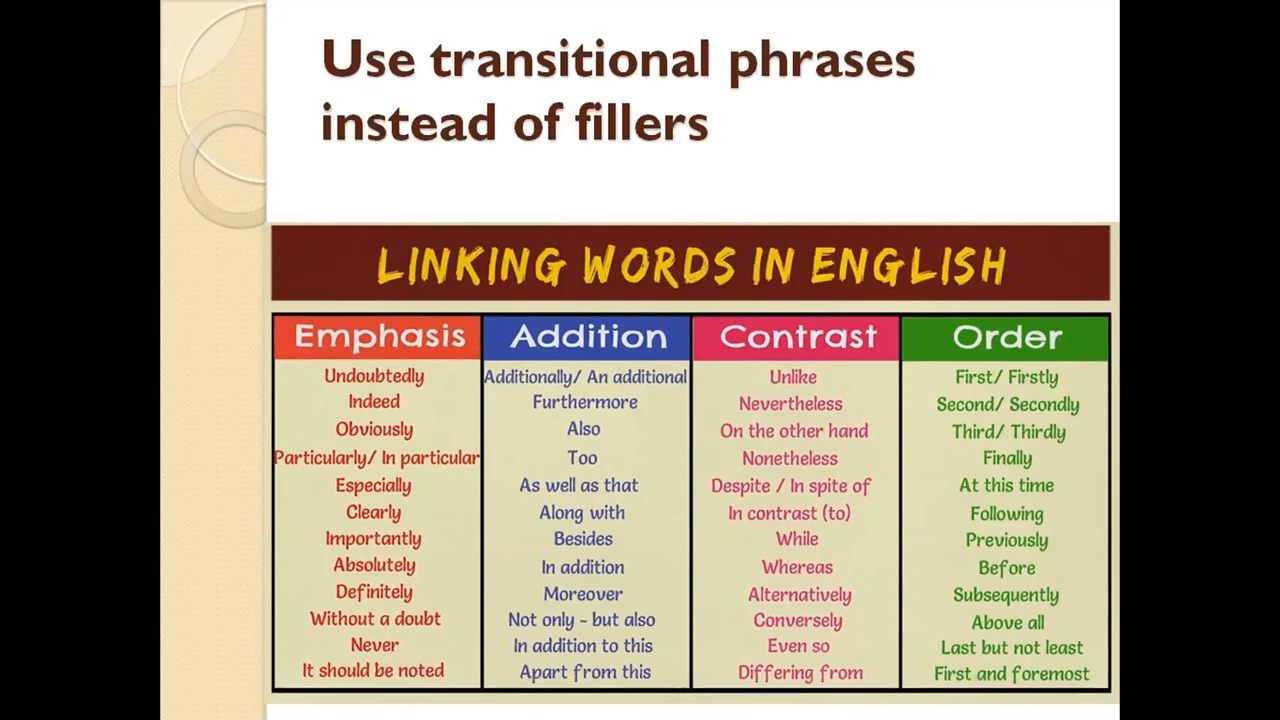 Use transitional phrases
instead of fillers
LINKING WORDS IN ENGLISH
Emphasis
Undoubtedly
Indeed
Obviously
Particularly/ In particular
Especially
Clearly
Importantly
Absolutely
Definitely
Without a doubt
Never
It should be noted
Addition
Additionally/ An additional
Furthermore
Also
Too
As well as that
Along with
Besides
In addition
Moreover
Not only - but also
In addition to this
Apart from this
Contrast
Unlike
Nevertheless
On the other hand
Nonetheless
Despite / In spite of
In contrast (to)
While
Whereas
Alternatively
Conversely
Even so
Differing from
Order
First/ Firstly
Second/ Secondly
Third/ Thirdly
Finally
At this time
Following
Previously
Before
Subsequently
Above all
Last but not least
First and foremost